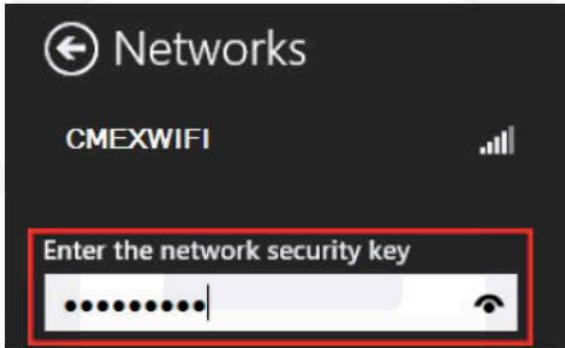 Networks
CMEXWIFI
Enter the network security key
•••••••••